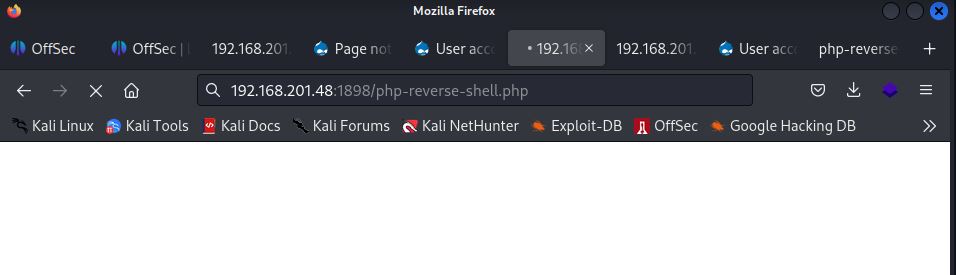 Mozilla Firefox
OffSec OffSec | 192.168.201. Page not User acco 192.16 192.168.201. User acco php-reverse
192.168.201.48:1898/php-reverse-shell.php
Kali Linux Kali Tools Kali Docs Kali Forums Kali NetHunter Exploit-DB OffSec Google Hacking DB